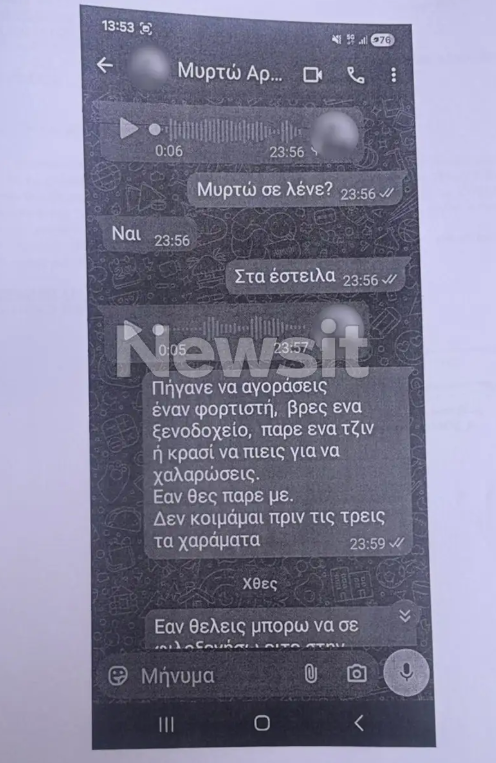 13:53
5G
76
Μυρτώ Αρ...
0:06
23:56
Μυρτώ σε λένε? 23:56
Ναι 23:56
Στα έστειλα 23:56
0:05
23:57
Newsit
Πήγανε να αγοράσεις
έναν φορτιστή, βρες ενα
ξενοδοχείο, παρε ενα τζιν
ή κρασί να πιεις για να
χαλαρώσεις.
Εαν θες παρε με.
Δεν κοιμάμαι πριν τις τρεις
τα χαράματα 23:59
Χθες
Εαν θελεις μπορω να σε
Μήνυμα